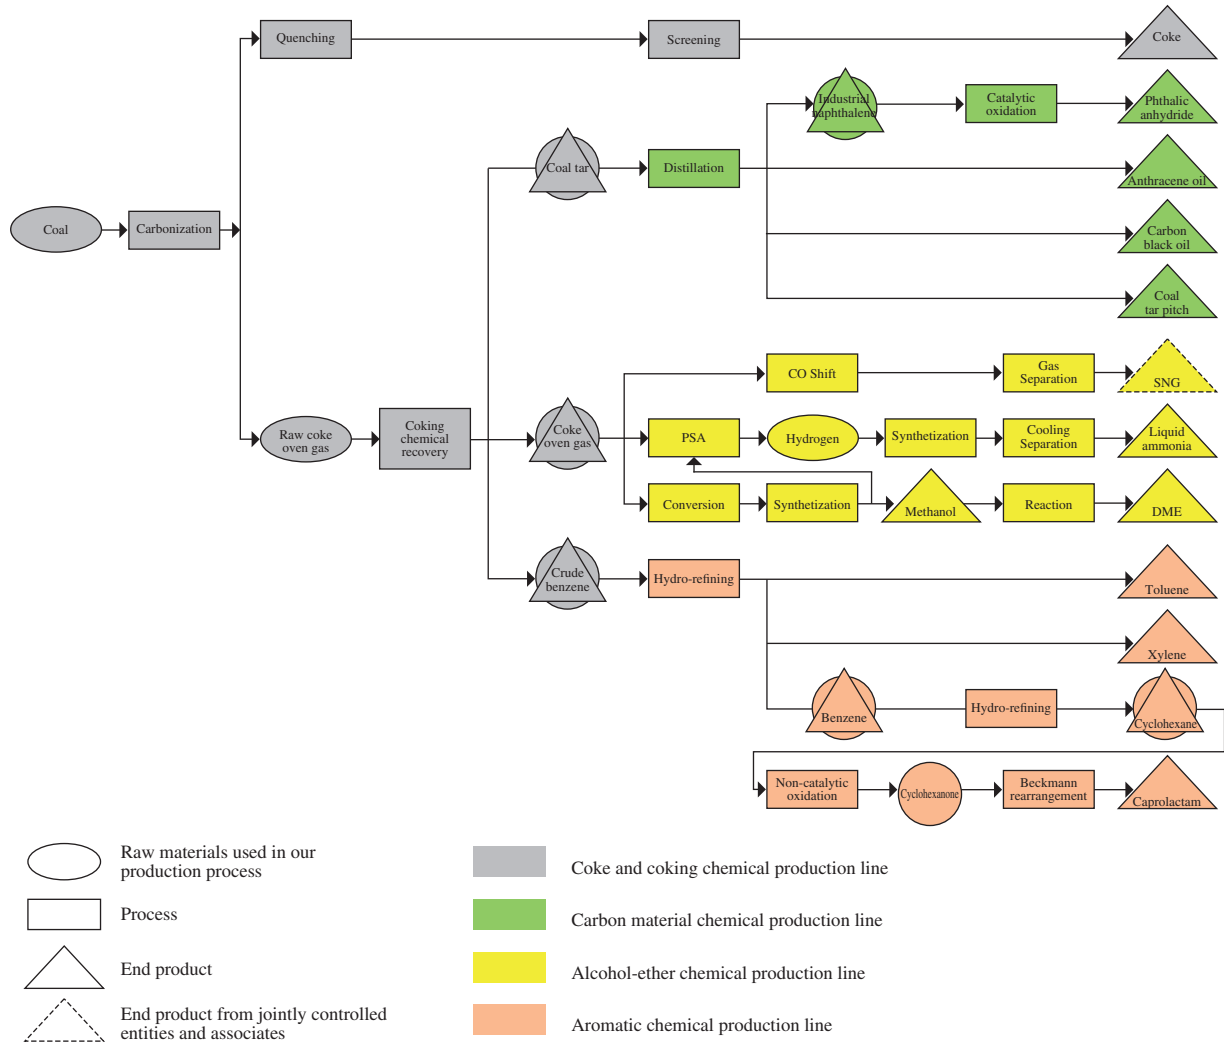 Quenching
Screening
Coke
Industrial
naphthalene
Catalytic
oxidation
Phthalic
anhydride
Coal tar
Distillation
Anthracene oil
Coal
Carbonization
Carbon
black oil
Coal
tar pitch
CO Shift
Gas
Separation
SNG
Raw coke
oven gas
Coking
chemical
recovery
Coke
oven gas
PSA
Hydrogen
Synthetization
Cooling
Separation
Liquid
ammonia
Conversion
Synthetization
Methanol
Reaction
DME
Crude
benzene
Hydro-refining
Toluene
Xylene
Benzene
Hydro-refining
Cyclohexane
Non-catalytic
oxidation
Cyclohexanone
Beckmann
rearrangement
Caprolactam
Raw materials used in our
production process
Process
End product
End product from jointly controlled
entities and associates
Coke and coking chemical production line
Carbon material chemical production line
Alcohol-ether chemical production line
Aromatic chemical production line